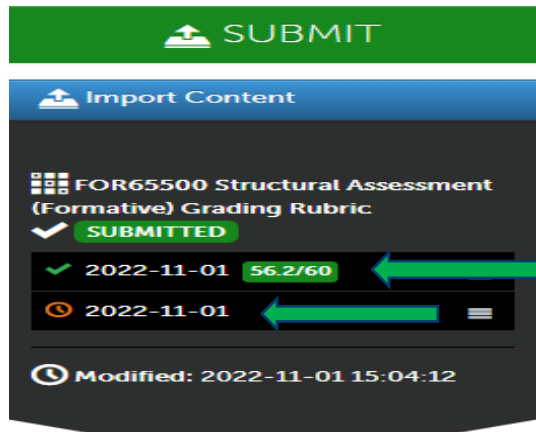 SUBMIT
Import Content
FOR65500 Structural Assessment
(Formative) Grading Rubric
SUBMITTED
2022-11-01 56.2/60
2022-11-01
Modified: 2022-11-01 15:04:12